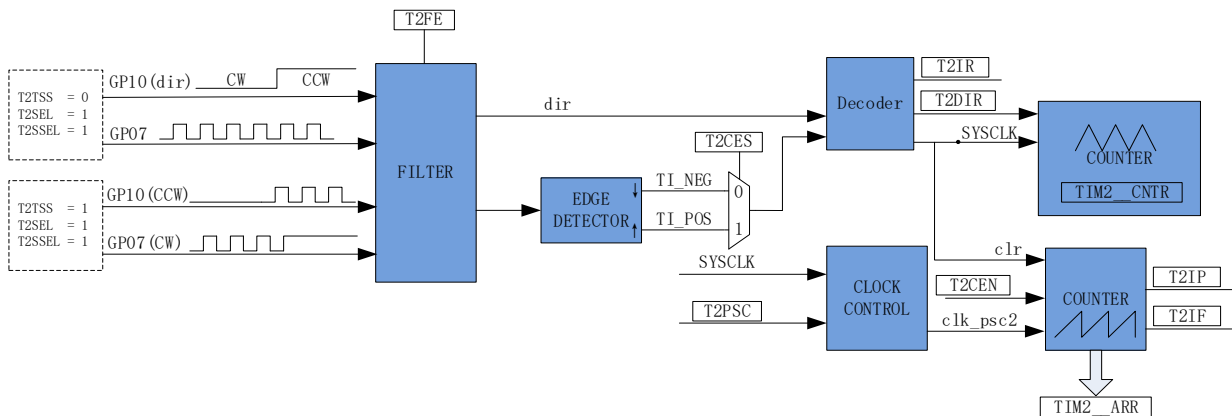 T2FE
T2TSS = 0
T2SEL = 1
T2SSEL = 1
GP10(dir)
CW
CCW
GP07
T2TSS = 1
T2SEL = 1
T2SSEL = 1
GP10(CCW)
GP07(CW)
FILTER
dir
EDGE
DETECTOR
TI_NEG
TI_POS
T2CES
0
1
Decoder
T2IR
T2DIR
SYSCLK
COUNTER
TIM2__CNTR
SYSCLK
T2PSC
CLOCK
CONTROL
clr
T2CEN
clk_psc2
COUNTER
T2IP
T2IF
TIM2__ARR